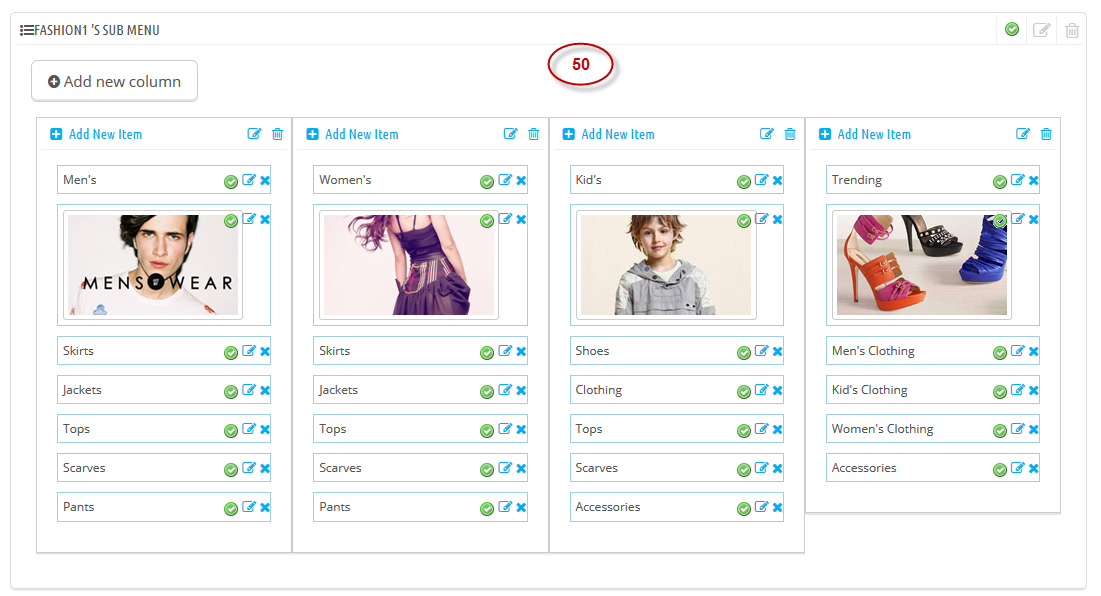 FASHION1 'S SUB MENU
50
Add new column
Add New Item
Men's
MENSWEAR
Skirts
Jackets
Tops
Scarves
Pants
Add New Item
Women's
Skirts
Jackets
Tops
Scarves
Pants
Add New Item
Kid's
Shoes
Clothing
Tops
Scarves
Accessories
Add New Item
Trending
Men's Clothing
Kid's Clothing
Women's Clothing
Accessories